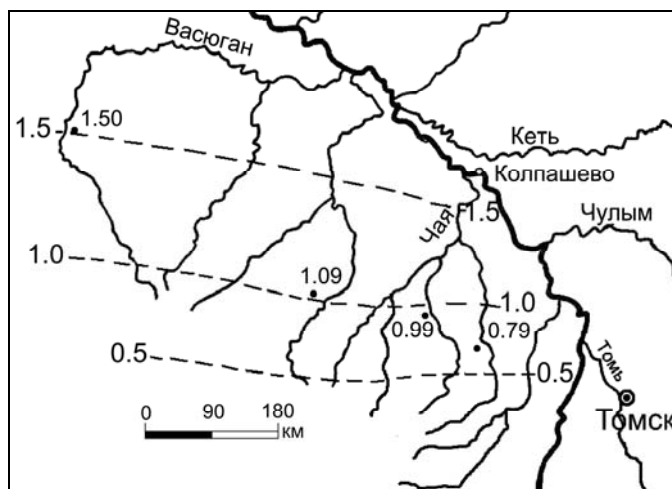 Васюган
1.50
1.5
Кеть
Колпашево
1.5
Чая
Чулым
1.0
1.09
1.0
0.99
0.79
0.5
0.5
Томь
0 90 180
км
Томск